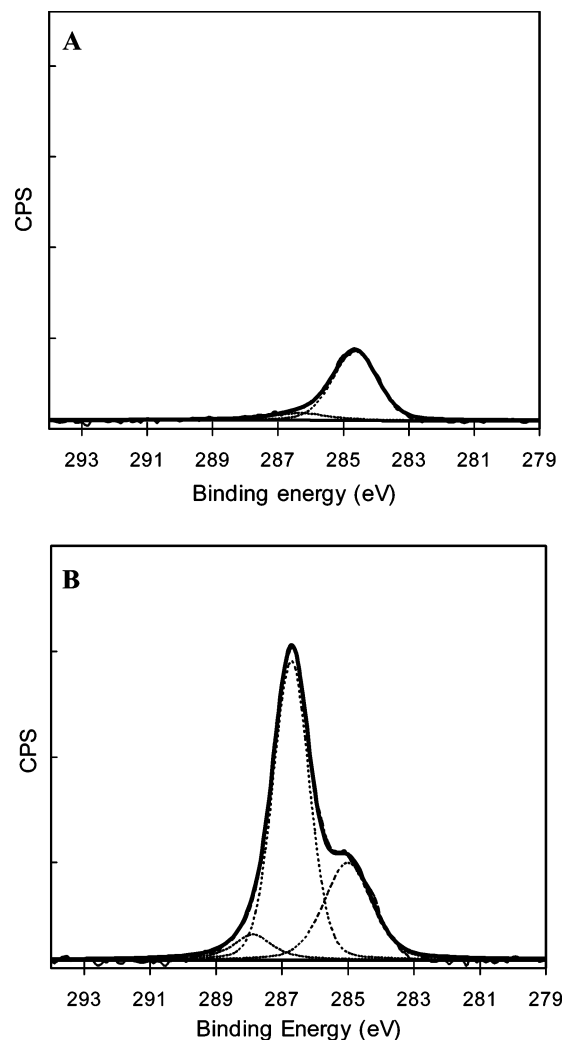 A
CPS
293 291 289 287 285 283 281 279
Binding energy (eV)
B
CPS
293 291 289 287 285 283 281 279
Binding Energy (eV)